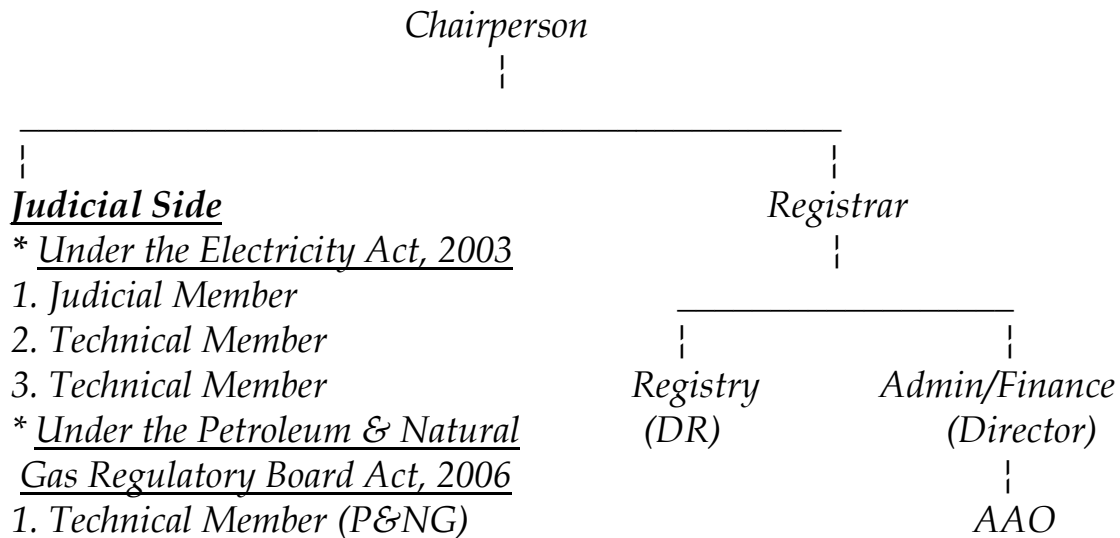 Chairperson
Judicial Side Registrar
* Under the Electricity Act, 2003
1. Judicial Member
2. Technical Member
3. Technical Member Registry Admin/Finance
* Under the Petroleum & Natural (DR) (Director)
Gas Regulatory Board Act, 2006
1. Technical Member (P&NG) AAO